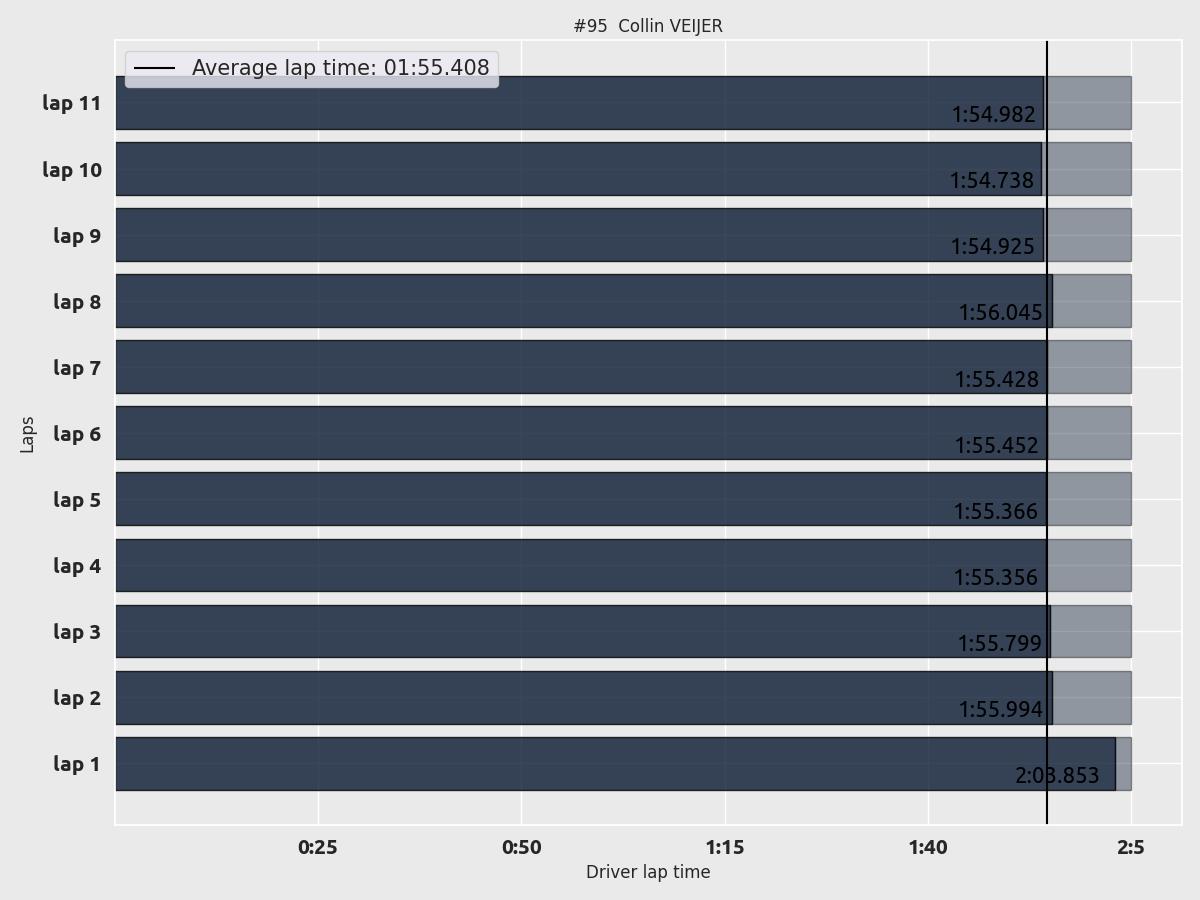 #95  Collin VEIJER
Average lap time: 01:55.408
lap 11
1:54.982
lap 10
1:54.738
lap 9
1:54.925
lap 8
1:56.045
lap 7
1:55.428
lap 6
1:55.452
lap 5
1:55.366
lap 4
1:55.356
lap 3
1:55.799
lap 2
1:55.994
lap 1
2:03.853
Laps
0:25
0:50
1:15
1:40
2:5
Driver lap time